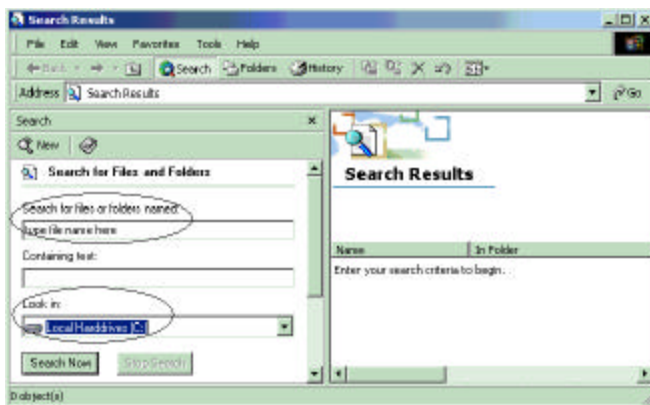 Search Results
File Edit View Favorites Tools Help
Back Search Folders History
Address Search Results Go
Search
New
Search for Files and Folders
Search for files or folders named:
type file name here
Containing text:
Look in:
Local Harddrives (C:)
Search Now Stop Search
Search Results
Name In Folder
Enter your search criteria to begin.
0 object(s)